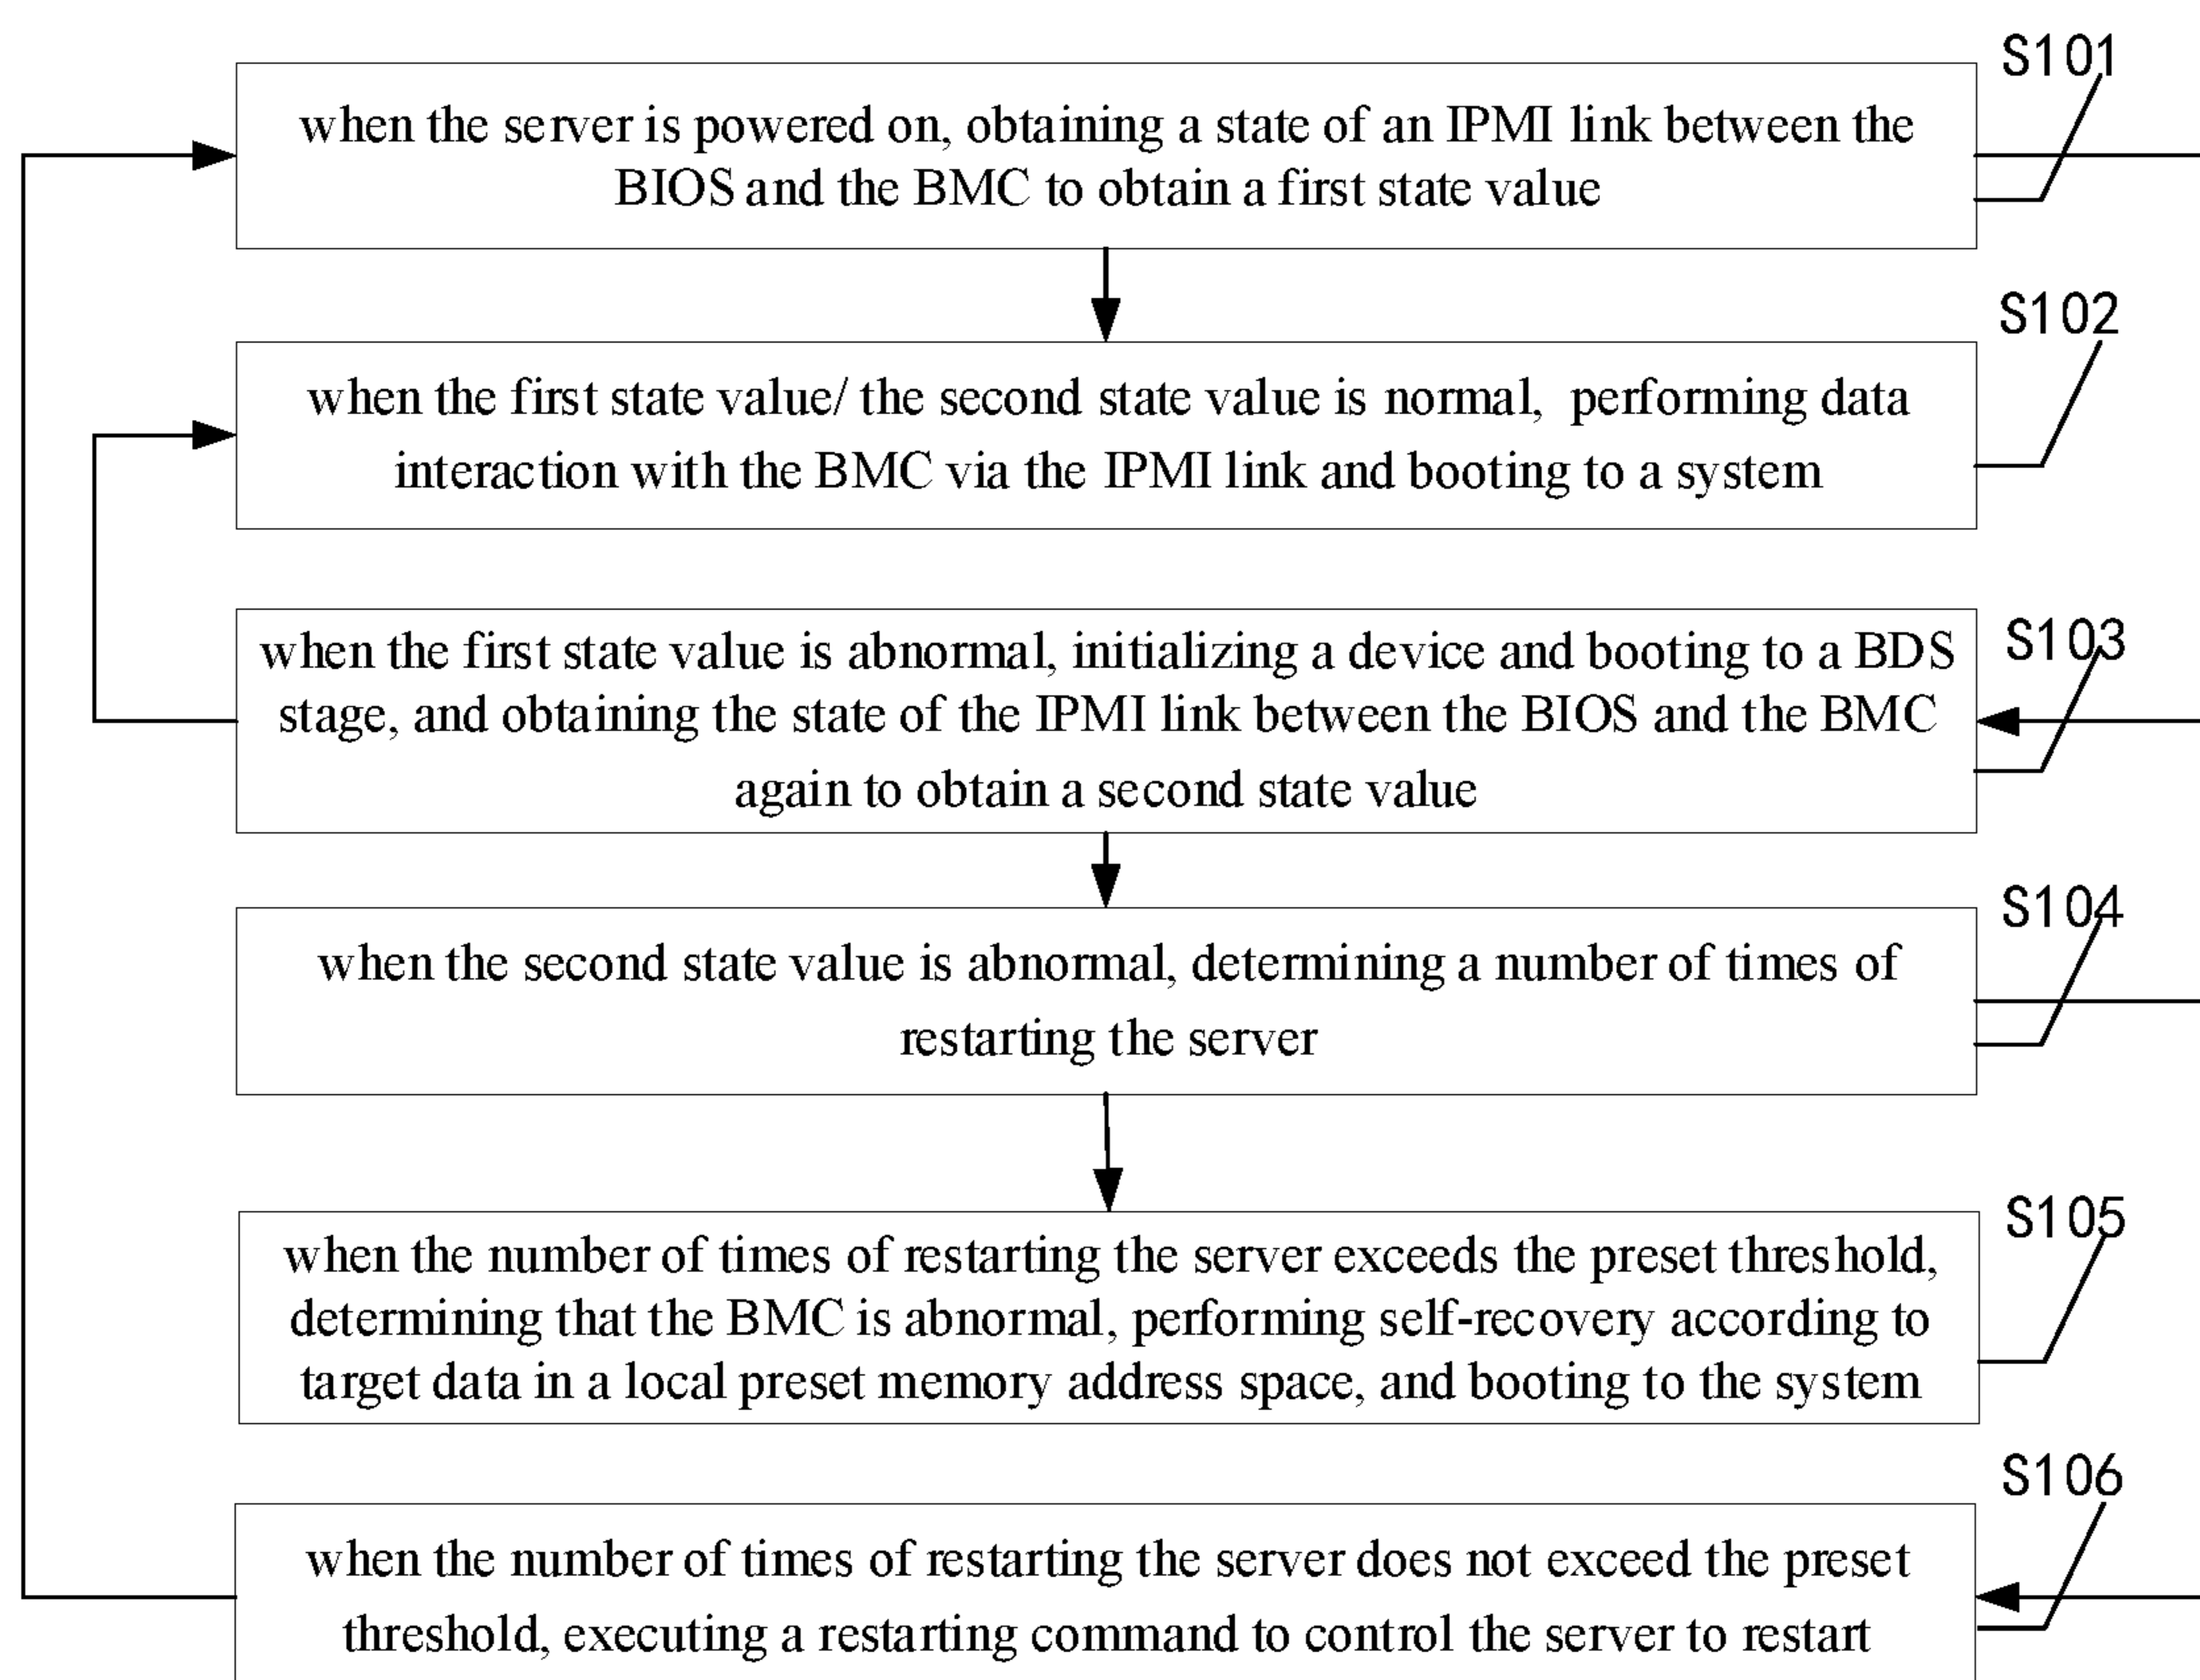 S101
when the server is powered on, obtaining a state of an IPMI link between the
BIOS and the BMC to obtain a first state value
S102
when the first state value/ the second state value is normal, performing data
interaction with the BMC via the IPMI link and booting to a system
S103
when the first state value is abnormal, initializing a device and booting to a BDS
stage, and obtaining the state of the IPMI link between the BIOS and the BMC
again to obtain a second state value
S104
when the second state value is abnormal, determining a number of times of
restarting the server
S105
when the number of times of restarting the server exceeds the preset threshold,
determining that the BMC is abnormal, performing self-recovery according to
target data in a local preset memory address space, and booting to the system
S106
when the number of times of restarting the server does not exceed the preset
threshold, executing a restarting command to control the server to restart